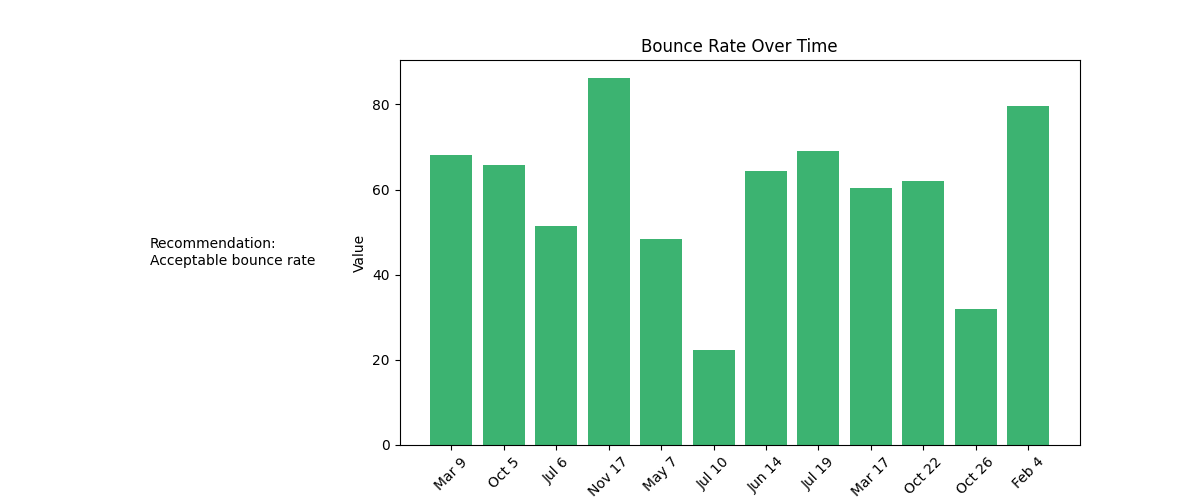 Bounce Rate Over Time
Recommendation:
Acceptable bounce rate
Value
80
60
40
20
0
Mar 9
Oct 5
Jul 6
Nov 17
May 7
Jul 10
Jun 14
Jul 19
Mar 17
Oct 22
Oct 26
Feb 4